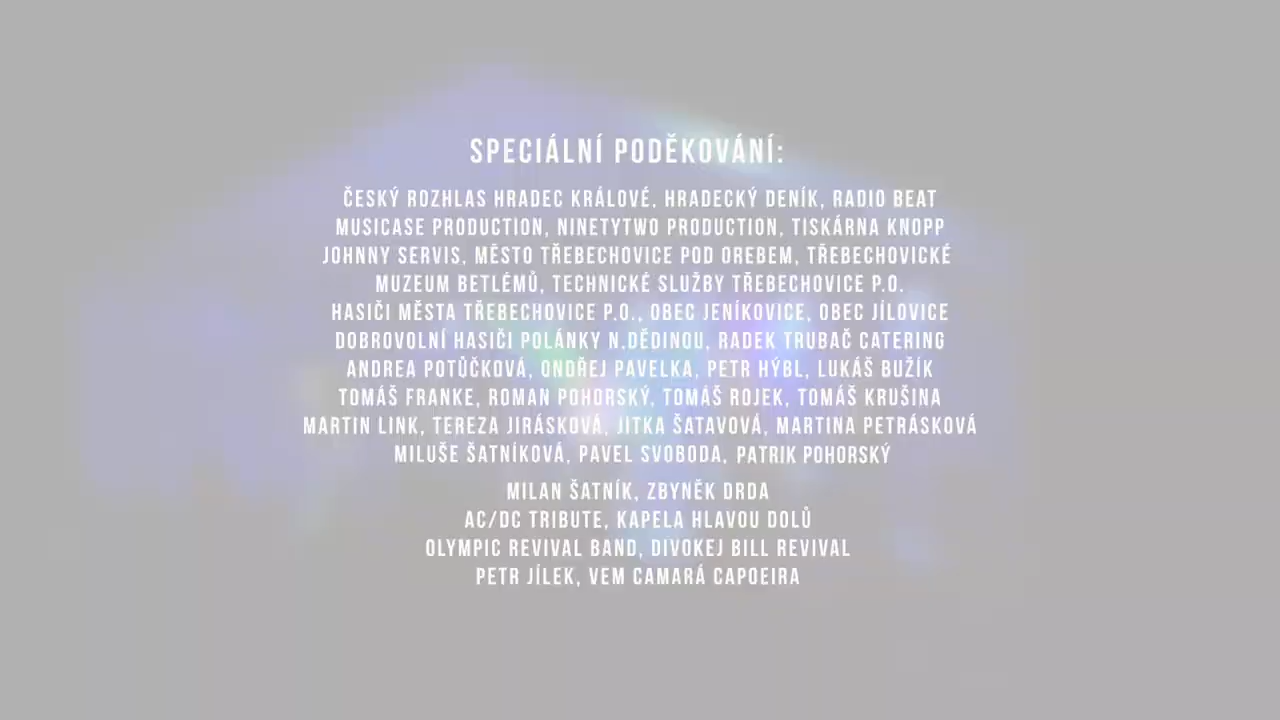 SPECIÁLNÍ PODĚKOVÁNÍ:
ČESKÝ ROZHLAS HRADEC KRÁLOVÉ, HRADECKÝ DENÍK, RADIO BEAT
MUSICASE PRODUCTION, NINETYTWO PRODUCTION, TISKÁRNA KNOPP
JOHNNY SERVIS, MĚSTO TŘEBECHOVICE POD OREBEM, TŘEBECHOVICKÉ
MUZEUM BETLÉMŮ, TECHNICKÉ SLUŽBY TŘEBECHOVICE P.O.
HASIČI MĚSTA TŘEBECHOVICE P.O., OBEC JENÍKOVICE, OBEC JÍLOVICE
DOBROVOLNÍ HASIČI POLÁNKY N.DĚDINOU, RADEK TRUBAČ CATERING
ANDREA POTŮČKOVÁ, ONDŘEJ PAVELKA, PETR HÝBL, LUKÁŠ BUŽÍK
TOMÁŠ FRANKE, ROMAN POHORSKÝ, TOMÁŠ ROJEK, TOMÁŠ KRUŠINA
MARTIN LINK, TEREZA JIRÁSKOVÁ, JITKA ŠATAVOVÁ, MARTINA PETRÁSKOVÁ
MILUŠE ŠATNÍKOVÁ, PAVEL SVOBODA, PATRIK POHORSKÝ
MILAN ŠATNÍK, ZBYNĚK DRDA
AC/DC TRIBUTE, KAPELA HLAVOU DOLŮ
OLYMPIC REVIVAL BAND, DIVOKEJ BILL REVIVAL
PETR JÍLEK, VEM CAMARÁ CAPOEIRA